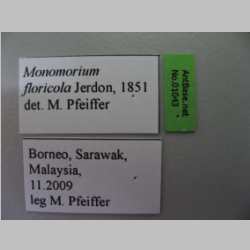 Monomorium
floricola Jerdon, 1851
det. M. Pfeiffer
AntBase.net
No.01043
Borneo, Sarawak,
Malaysia,
11.2009
leg M. Pfeiffer